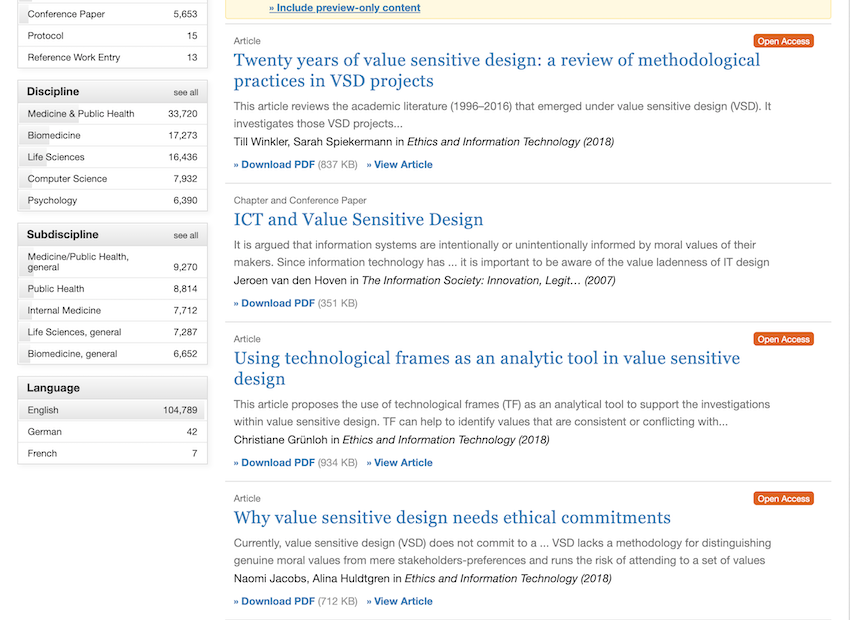 Conference Paper 5,653
Protocol 15
Reference Work Entry 13
Discipline see all
Medicine & Public Health 33,720
Biomedicine 17,273
Life Sciences 16,436
Computer Science 7,932
Psychology 6,390
Subdiscipline see all
Medicine/Public Health,
general 9,270
Public Health 8,814
Internal Medicine 7,712
Life Sciences, general 7,287
Biomedicine, general 6,652
Language
English 104,789
German 42
French 7
» Include preview-only content
Article Open Access
Twenty years of value sensitive design: a review of methodological
practices in VSD projects
This article reviews the academic literature (1996–2016) that emerged under value sensitive design (VSD). It
investigates those VSD projects...
Till Winkler, Sarah Spiekermann in Ethics and Information Technology (2018)
» Download PDF (837 KB) » View Article
Chapter and Conference Paper
ICT and Value Sensitive Design
It is argued that information systems are intentionally or unintentionally informed by moral values of their
makers. Since information technology has ... it is important to be aware of the value ladenness of IT design
Jeroen van den Hoven in The Information Society: Innovation, Legit… (2007)
» Download PDF (351 KB)
Article Open Access
Using technological frames as an analytic tool in value sensitive
design
This article proposes the use of technological frames (TF) as an analytical tool to support the investigations
within value sensitive design. TF can help to identify values that are consistent or conflicting with...
Christiane Grünloh in Ethics and Information Technology (2018)
» Download PDF (934 KB) » View Article
Article Open Access
Why value sensitive design needs ethical commitments
Currently, value sensitive design (VSD) does not commit to a ... VSD lacks a methodology for distinguishing
genuine moral values from mere stakeholders-preferences and runs the risk of attending to a set of values
Naomi Jacobs, Alina Huldtgren in Ethics and Information Technology (2018)
» Download PDF (712 KB) » View Article